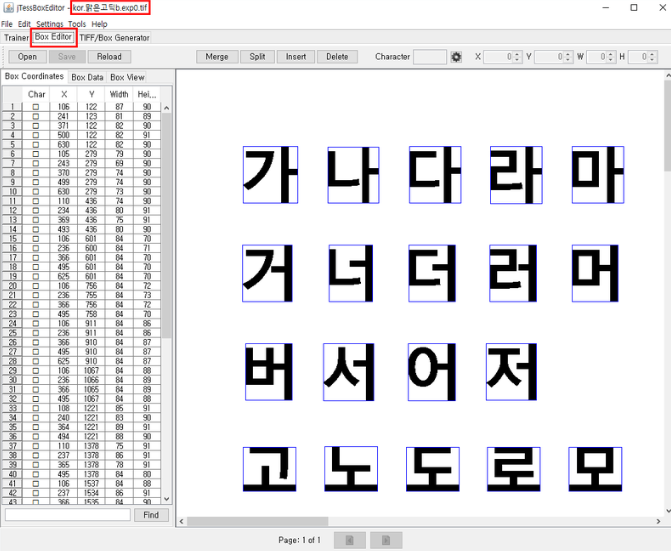 jTessBoxEditor - kor.맑은고딕b.exp0.tif
File Edit Settings Tools Help
Trainer Box Editor TIFF/Box Generator
Open Save Reload Merge Split Insert Delete Character X 0 Y 0 W 0 H 0
Box Coordinates Box Data Box View
Char X Y Width Hei...
1 □ 106 122 87 90
2 □ 241 123 81 89
3 □ 371 122 82 90
4 □ 500 122 82 91
5 □ 630 122 82 90
6 □ 105 279 79 90
7 □ 243 279 69 90
8 □ 370 279 74 90
9 □ 499 279 74 90
10 □ 630 279 73 90
11 □ 110 436 74 90
12 □ 234 436 80 91
13 □ 369 436 75 91
14 □ 493 436 80 90
15 □ 106 601 84 70
16 □ 236 600 84 71
17 □ 366 601 84 70
18 □ 495 601 84 70
19 □ 625 601 84 70
20 □ 106 756 84 72
21 □ 236 755 84 73
22 □ 366 756 84 72
23 □ 495 758 84 70
24 □ 106 911 84 86
25 □ 236 911 84 86
26 □ 366 910 84 87
27 □ 495 910 84 87
28 □ 625 910 84 87
29 □ 106 1067 84 88
30 □ 236 1066 84 89
31 □ 366 1065 84 89
32 □ 495 1067 84 88
33 □ 108 1221 85 91
34 □ 240 1221 83 90
35 □ 364 1221 89 91
36 □ 494 1221 88 90
37 □ 110 1378 75 91
38 □ 237 1378 86 91
39 □ 365 1378 78 91
40 □ 495 1378 84 80
41 □ 106 1537 84 88
42 □ 237 1534 86 91
43 □ 366 1535 84 90
Find
가 나 다 라 마
거 너 더 러 머
버 서 어 저
고 노 도 로 모
Page: 1 of 1